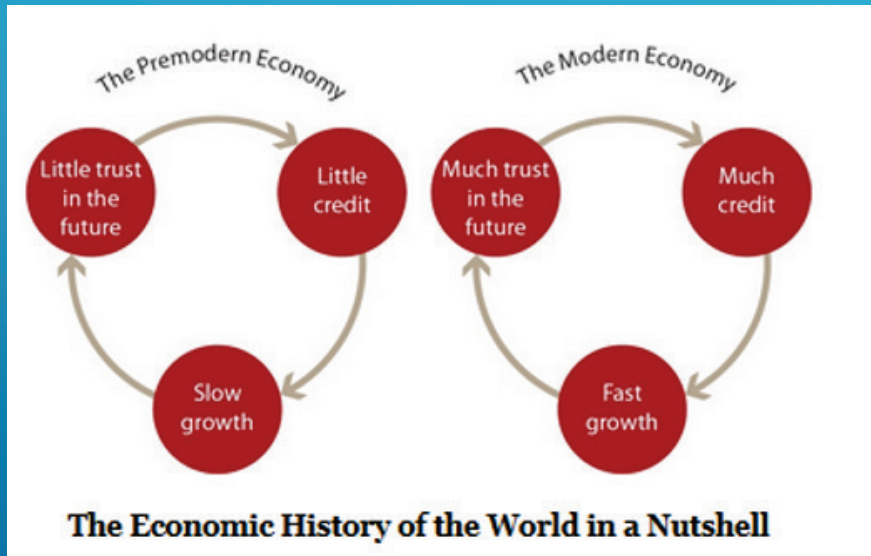 The Premodern Economy
Little trust
in the
future
Little
credit
Slow
growth
The Modern Economy
Much trust
in the
future
Much
credit
Fast
growth
The Economic History of the World in a Nutshell